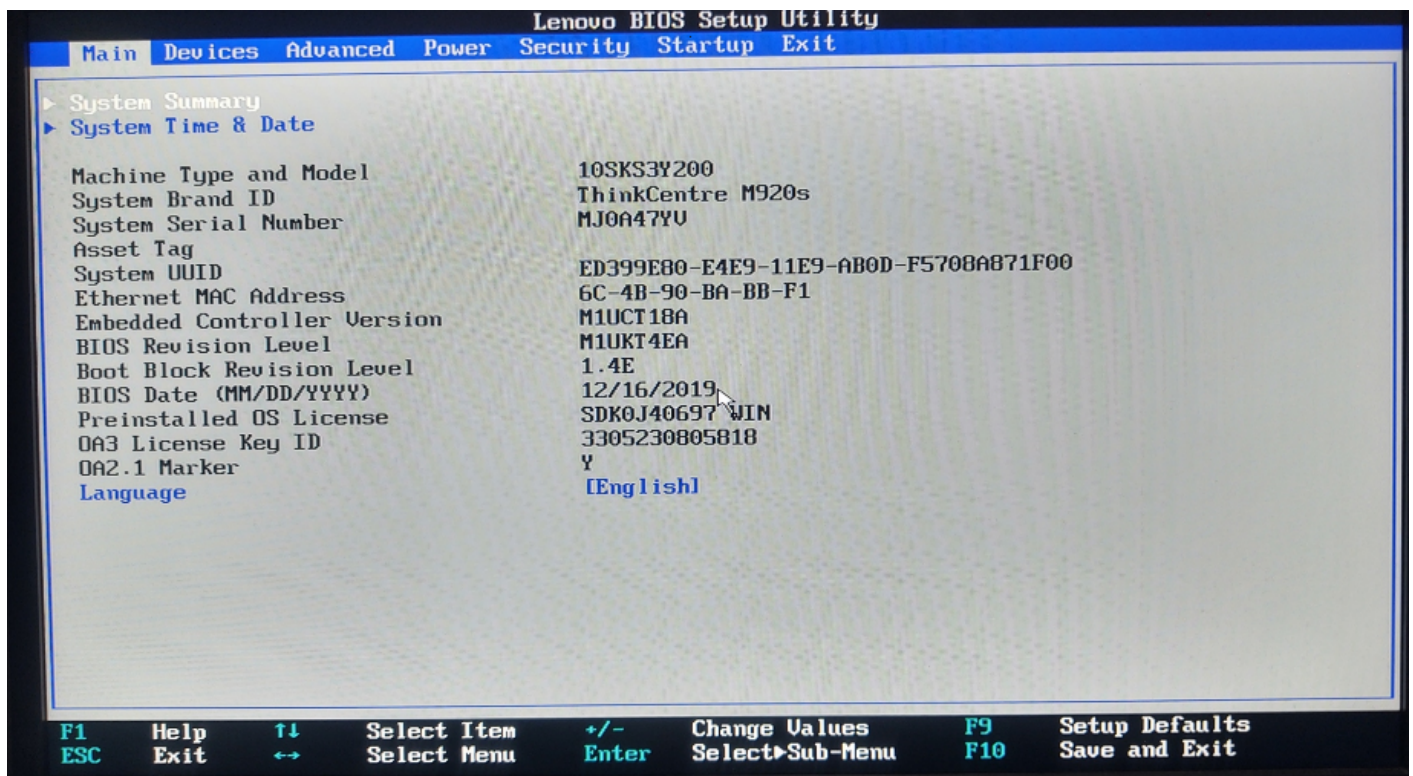 Lenovo BIOS Setup Utility
Main Devices Advanced Power Security Startup Exit
▶ System Summary
▶ System Time & Date
Machine Type and Model 10SKS3Y200
System Brand ID ThinkCentre M920s
System Serial Number MJ0A47YV
Asset Tag
System UUID ED399E80-E4E9-11E9-AB0D-F5708A871F00
Ethernet MAC Address 6C-4B-90-BA-BB-F1
Embedded Controller Version M1UCT18A
BIOS Revision Level M1UKT4EA
Boot Block Revision Level 1.4E
BIOS Date (MM/DD/YYYY) 12/16/2019
Preinstalled OS License SDK0J40697 WIN
OA3 License Key ID 3305230805818
OA2.1 Marker Y
Language [English]
F1 Help ↑↓ Select Item +/- Change Values F9 Setup Defaults
ESC Exit ↔ Select Menu Enter Select▶Sub-Menu F10 Save and Exit